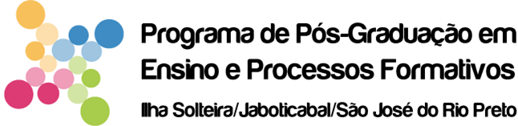 Programa de Pós-Graduação em
Ensino e Processos Formativos
Ilha Solteira/Jaboticabal/São José do Rio Preto